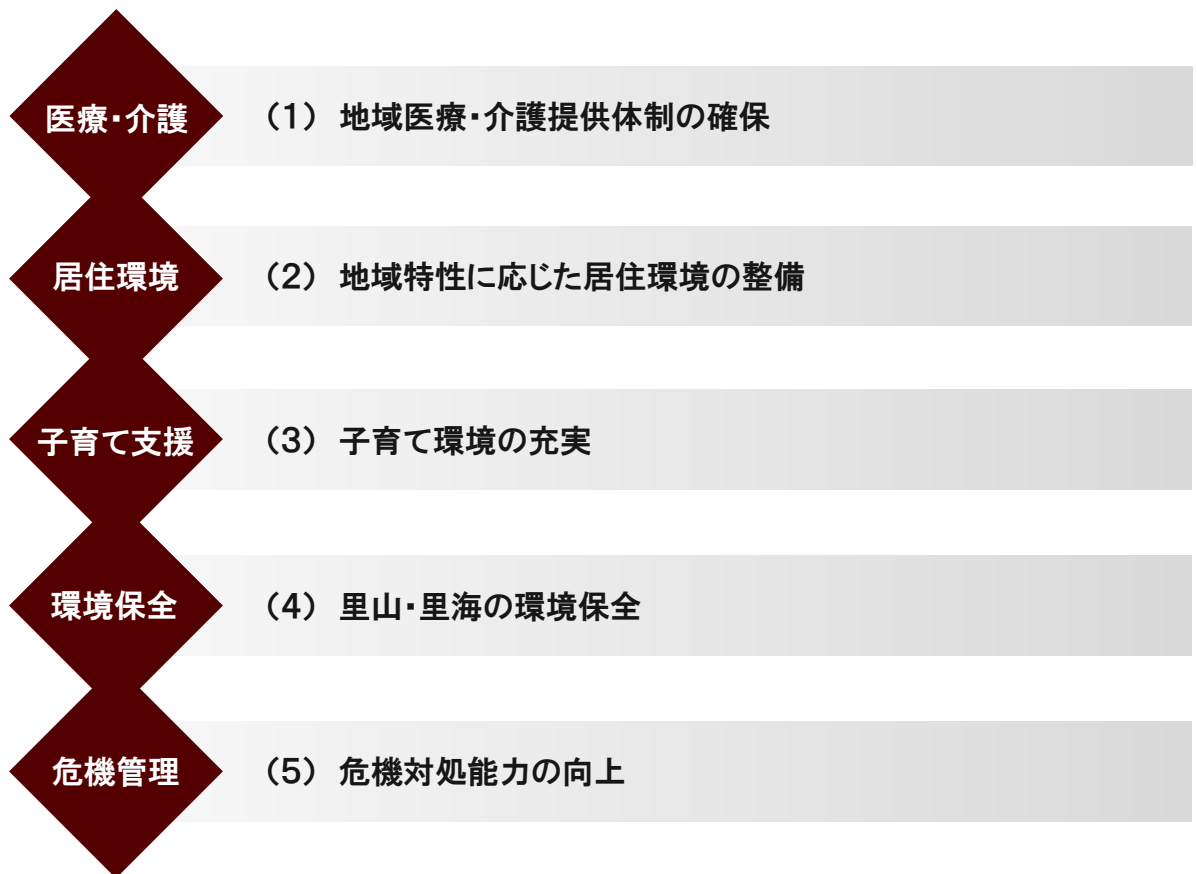 医療・介護
（1） 地域医療・介護提供体制の確保
居住環境
（2） 地域特性に応じた居住環境の整備
子育て支援
（3） 子育て環境の充実
環境保全
（4） 里山・里海の環境保全
危機管理
（5） 危機対処能力の向上